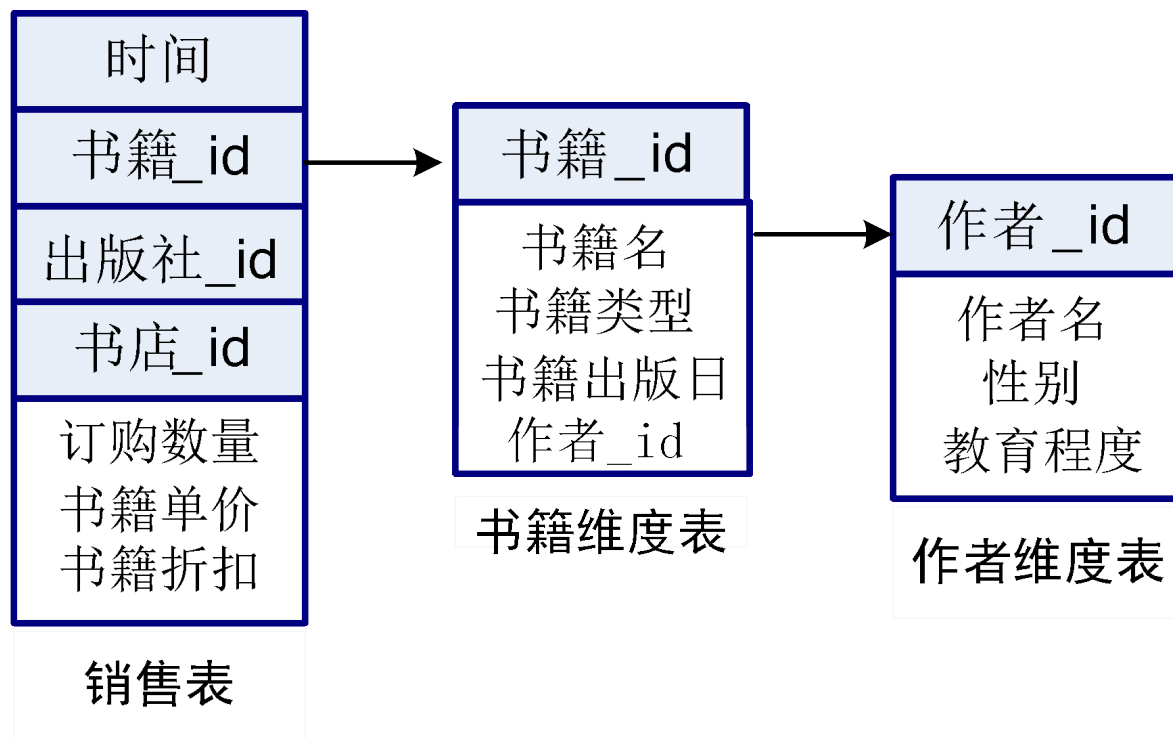 时间
书籍_id
出版社_id
书店_id
订购数量
书籍单价
书籍折扣
销售表
书籍_id
书籍名
书籍类型
书籍出版日
作者_id
书籍维度表
作者_id
作者名
性别
教育程度
作者维度表